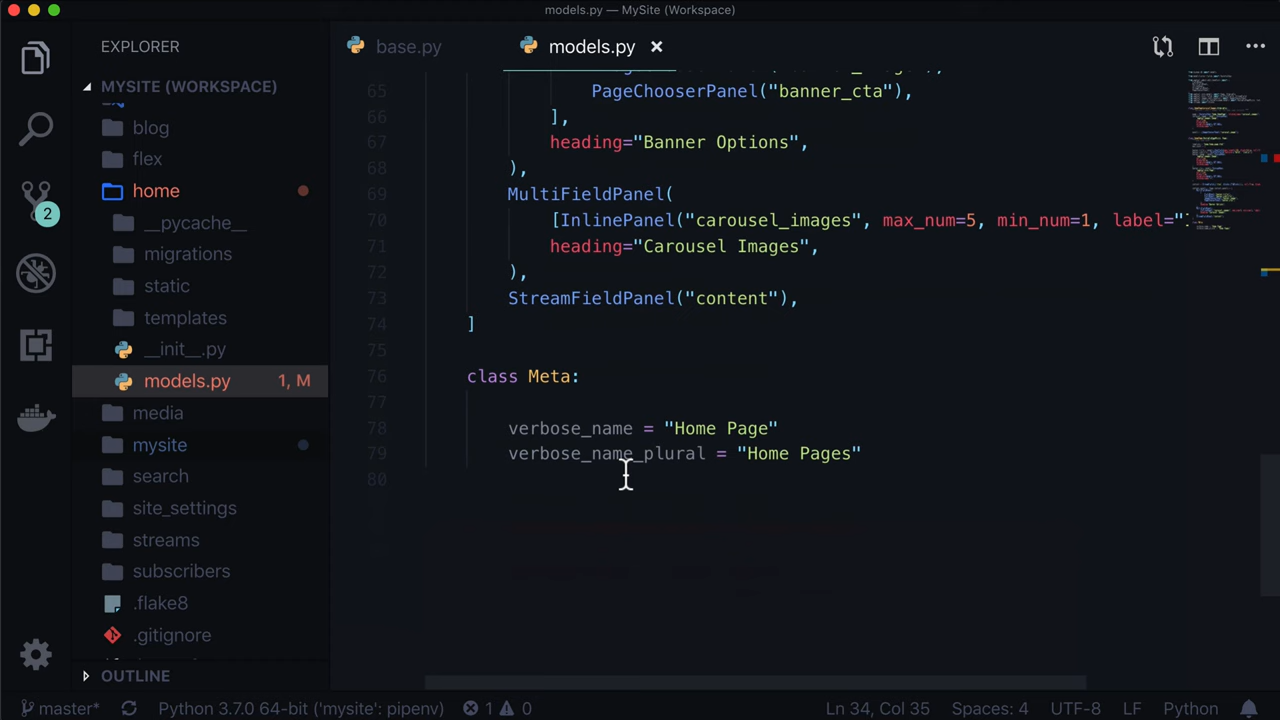 models.py — MySite (Workspace)
EXPLORER
base.py
models.py
MYSITE (WORKSPACE)
blog
flex
home
__pycache__
migrations
static
templates
__init__.py
models.py 1, M
media
mysite
search
site_settings
streams
subscribers
.flake8
.gitignore
OUTLINE
2
65 PageChooserPanel("banner_cta"),
66 ],
67 heading="Banner Options",
68 ),
69 MultiFieldPanel(
70 [InlinePanel("carousel_images", max_num=5, min_num=1, label="
71 heading="Carousel Images",
72 ),
73 StreamFieldPanel("content"),
74 ]
75
76 class Meta:
77
78 verbose_name = "Home Page"
79 verbose_name_plural = "Home Pages"
80
master* Python 3.7.0 64-bit ('mysite': pipenv) 1 0 Ln 34, Col 35 Spaces: 4 UTF-8 LF Python